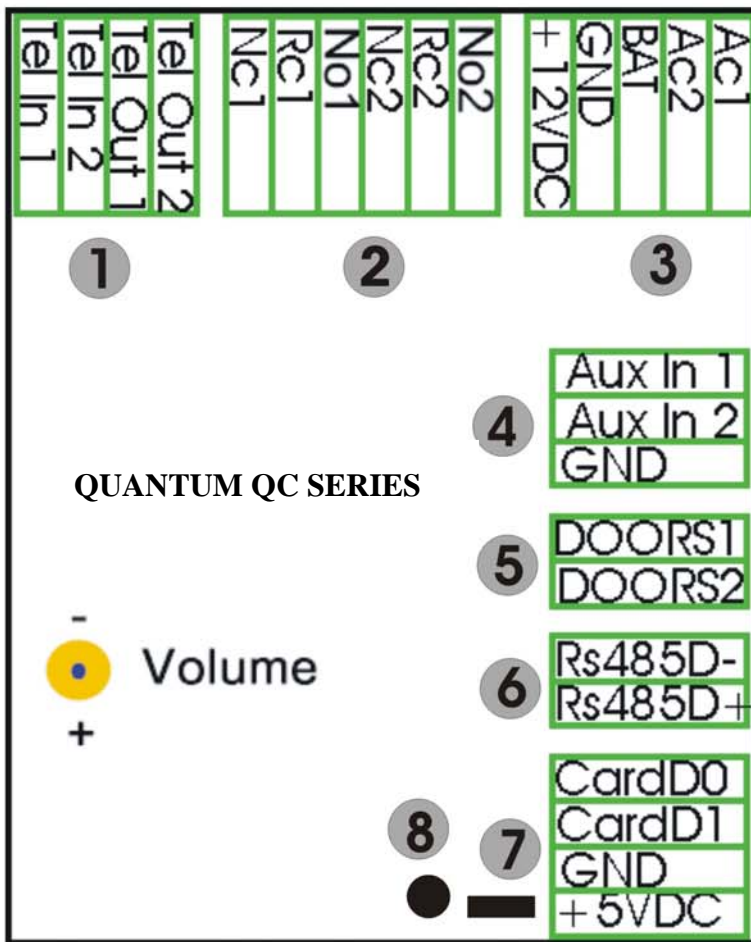 Tel In 1
Tel In 2
Tel Out 1
Tel Out 2
Nc1
Rc1
No1
Nc2
Rc2
No2
+12VDC
GND
BAT
Ac2
Ac1
1
2
3
Aux In 1
4
Aux In 2
GND
QUANTUM QC SERIES
DOORS1
5
DOORS2
-
Volume
+
Rs485D-
6
Rs485D+
CardD0
8
7
CardD1
GND
+5VDC